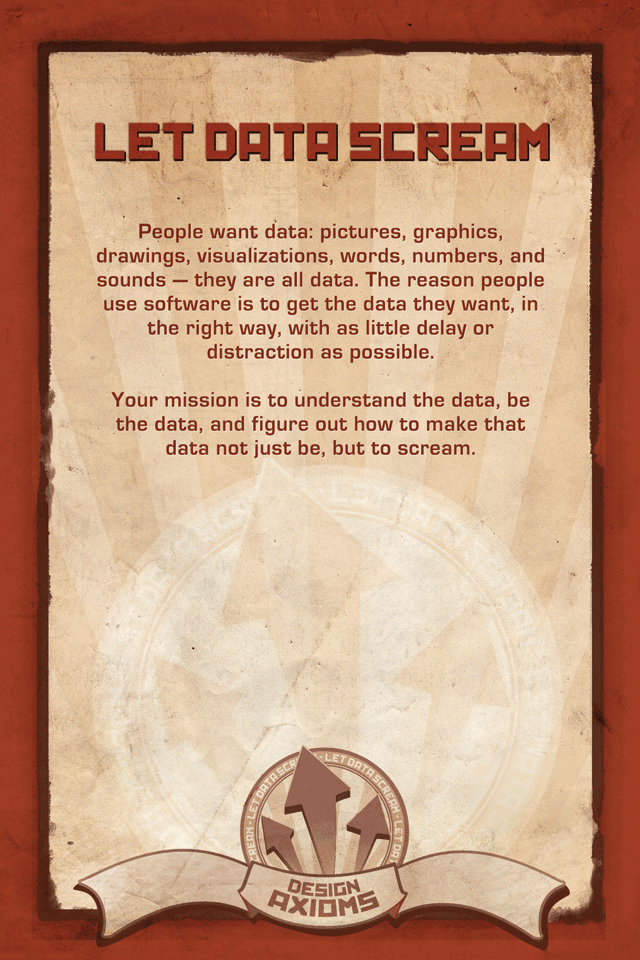 LET DATA SCREAM
People want data: pictures, graphics,
drawings, visualizations, words, numbers, and
sounds — they are all data. The reason people
use software is to get the data they want, in
the right way, with as little delay or
distraction as possible.
Your mission is to understand the data, be
the data, and figure out how to make that
data not just be, but to scream.
LET DATA SCREAM
DESIGN
AXIOMS